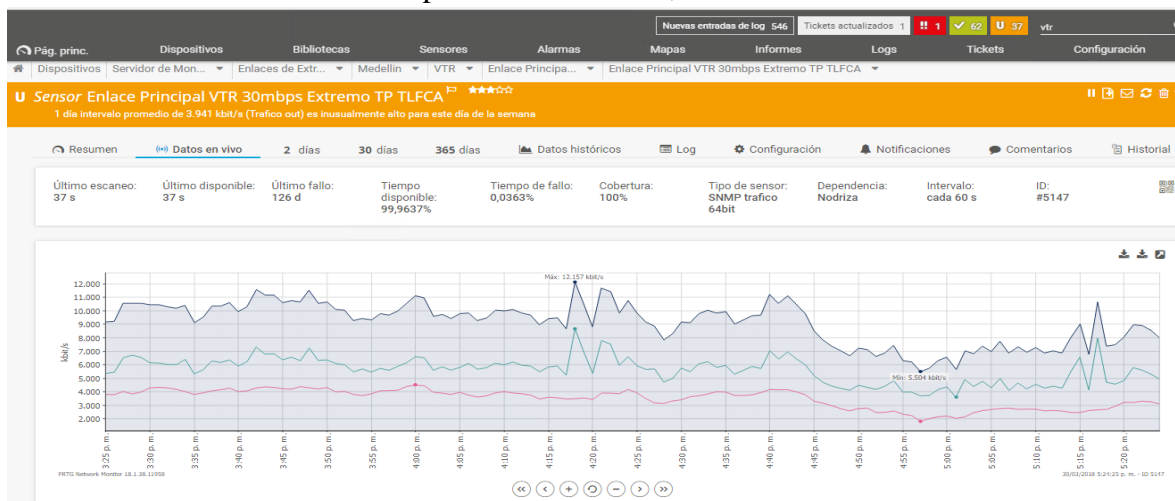 Nuevas entradas de log 546 Tickets actualizados 1 !! 1 62 U 37 vtr
Pág. princ. Dispositivos Bibliotecas Sensores Alarmas Mapas Informes Logs Tickets Configuración
Dispositivos Servidor de Mon... Enlaces de Extr... Medellin VTR Enlace Principa... Enlace Principal VTR 30mbps Extremo TP TLFCA
U Sensor Enlace Principal VTR 30mbps Extremo TP TLFCA
1 día intervalo promedio de 3.941 kbit/s (Trafico out) es inusualmente alto para este día de la semana
Resumen Datos en vivo 2 días 30 días 365 días Datos históricos Log Configuración Notificaciones Comentarios Historial
Último escaneo: Último disponible: Último fallo: Tiempo disponible: Tiempo de fallo: Cobertura: Tipo de sensor: Dependencia: Intervalo: ID:
37 s 37 s 126 d 99,9637% 0,0363% 100% SNMP trafico 64bit Nodriza cada 60 s #5147
Máx: 12.157 kbit/s
12.000
11.000
10.000
9.000
8.000
7.000
6.000
5.000
4.000
3.000
2.000
kbit/s
Mín: 5.504 kbit/s
3:25 p. m. 3:30 p. m. 3:35 p. m. 3:40 p. m. 3:45 p. m. 3:50 p. m. 3:55 p. m. 4:00 p. m. 4:05 p. m. 4:10 p. m. 4:15 p. m. 4:20 p. m. 4:25 p. m. 4:30 p. m. 4:35 p. m. 4:40 p. m. 4:45 p. m. 4:50 p. m. 4:55 p. m. 5:00 p. m. 5:05 p. m. 5:10 p. m. 5:15 p. m. 5:20 p. m.
PRTG Network Monitor 18.1.38.11958 30/03/2018 5:24:25 p. m. - ID 5147